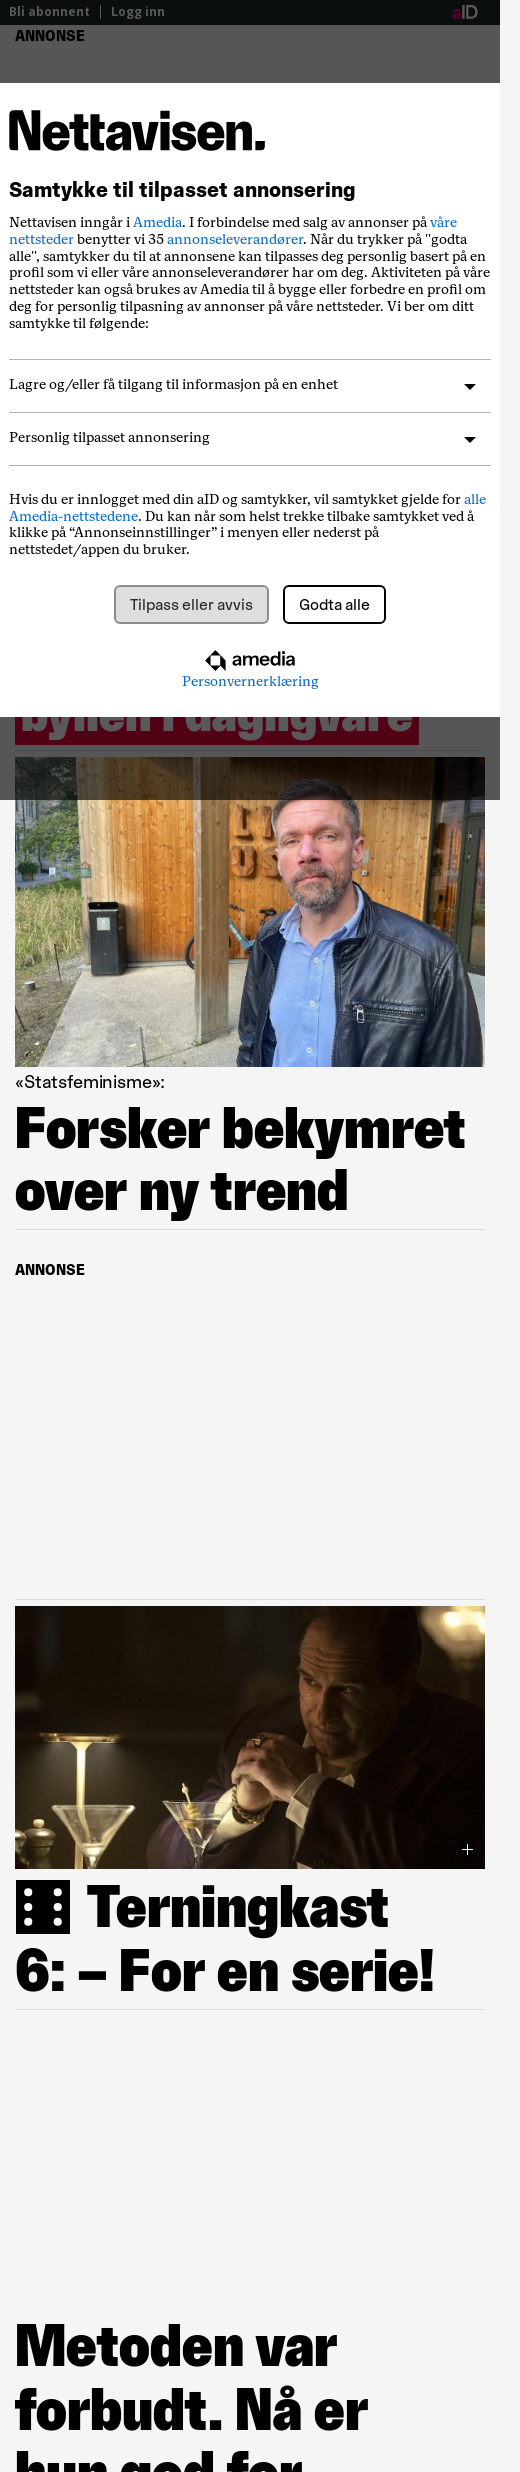 Bli abonnent | Logg inn aID
ANNONSE
Nettavisen.
Samtykke til tilpasset annonsering
Nettavisen inngår i Amedia. I forbindelse med salg av annonser på våre
nettsteder benytter vi 35 annonseleverandører. Når du trykker på "godta
alle", samtykker du til at annonsene kan tilpasses deg personlig basert på en
profil som vi eller våre annonseleverandører har om deg. Aktiviteten på våre
nettsteder kan også brukes av Amedia til å bygge eller forbedre en profil om
deg for personlig tilpasning av annonser på våre nettsteder. Vi ber om ditt
samtykke til følgende:
Lagre og/eller få tilgang til informasjon på en enhet
Personlig tilpasset annonsering
Hvis du er innlogget med din aID og samtykker, vil samtykket gjelde for alle
Amedia-nettstedene. Du kan når som helst trekke tilbake samtykket ved å
klikke på “Annonseinnstillinger” i menyen eller nederst på
nettstedet/appen du bruker.
Tilpass eller avvis Godta alle
amedia
Personvernerklæring
«Statsfeminisme»:
Forsker bekymret
over ny trend
ANNONSE
Terningkast
6: – For en serie!
Metoden var
forbudt. Nå er
hun god for